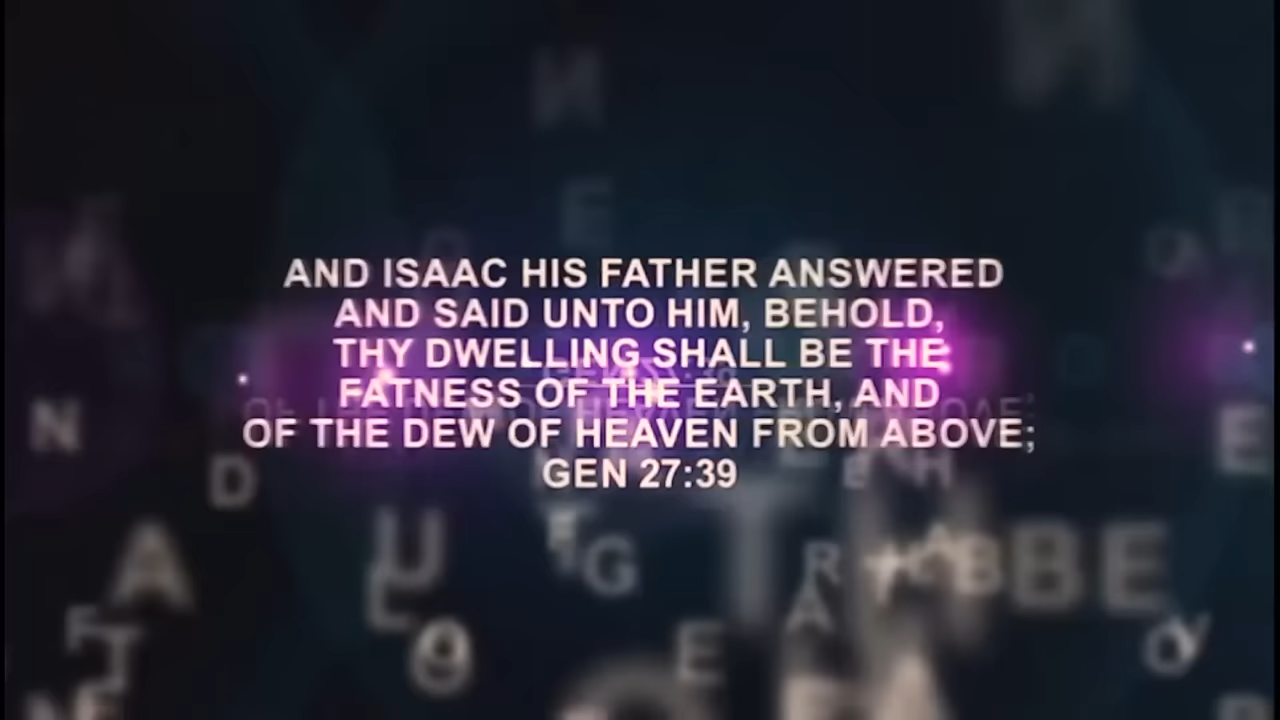 AND ISAAC HIS FATHER ANSWERED
AND SAID UNTO HIM, BEHOLD,
THY DWELLING SHALL BE THE
FATNESS OF THE EARTH, AND
OF THE DEW OF HEAVEN FROM ABOVE;
GEN 27:39